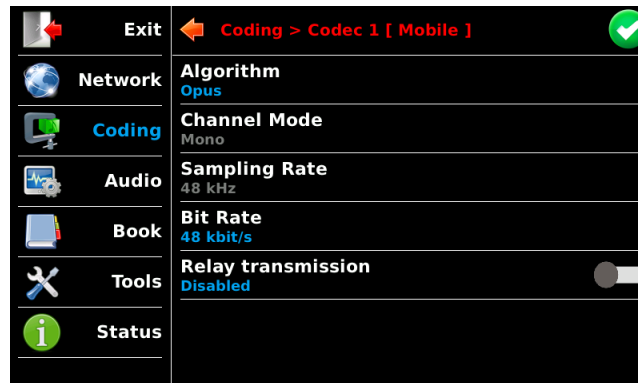 Exit
Network
Coding
Audio
Book
Tools
Status
Coding > Codec 1 [ Mobile ]
Algorithm
Opus
Channel Mode
Mono
Sampling Rate
48 kHz
Bit Rate
48 kbit/s
Relay transmission
Disabled